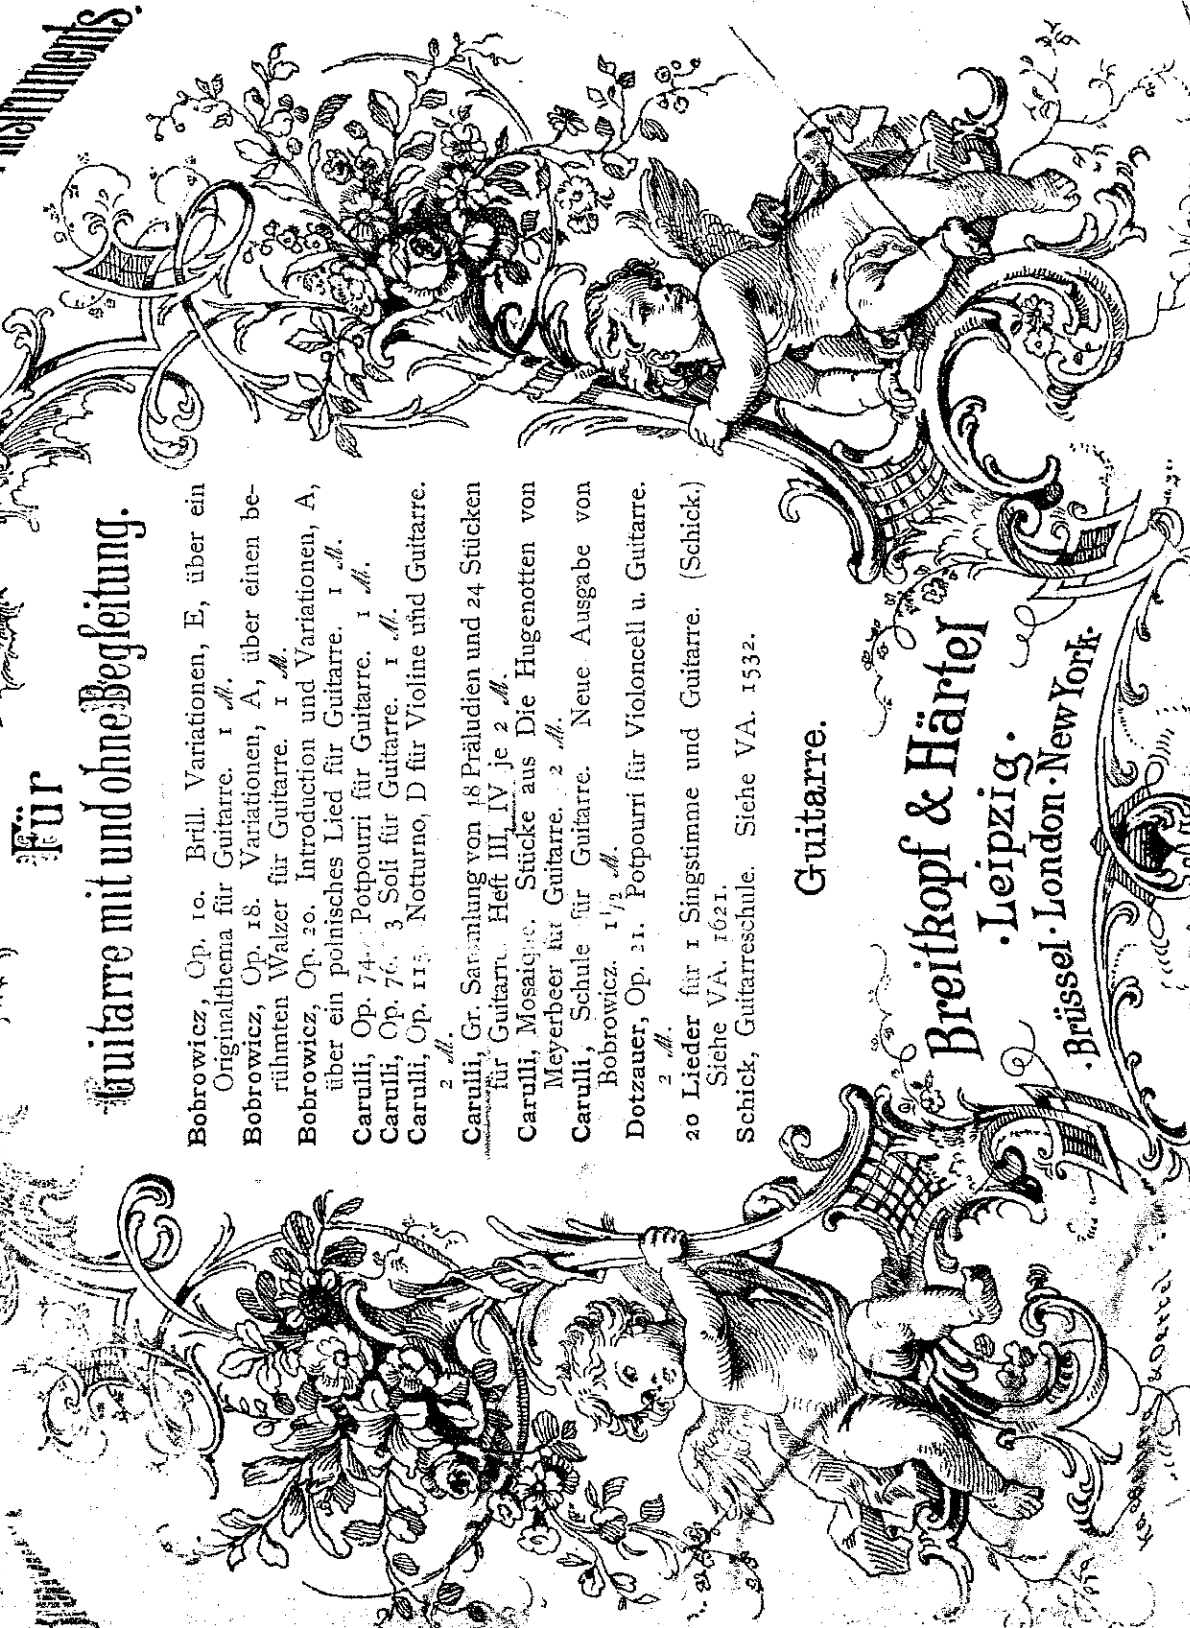 Instruments.
Für
Guitarre mit und ohne Begleitung.
Bobrowicz, Op. 10. Brill. Variationen, E, über ein
Originalthema für Guitarre. 1 M.
Bobrowicz, Op. 18. Variationen, A, über einen be-
rühmten Walzer für Guitarre. 1 M.
Bobrowicz, Op. 20. Introduction und Variationen, A,
über ein polnisches Lied für Guitarre. 1 M.
Carulli, Op. 74. Potpourri für Guitarre. 1 M.
Carulli, Op. 76. 3 Soli für Guitarre. 1 M.
Carulli, Op. 115. Notturno, D für Violine und Guitarre.
2 M.
Carulli, Gr. Sammlung von 18 Präludien und 24 Stücken
für Guitarre. Heft III, IV je 2 M.
Carulli, Mosaique. Stücke aus Die Hugenotten von
Meyerbeer für Guitarre. 2 M.
Carulli, Schule für Guitarre. Neue Ausgabe von
Bobrowicz. 1 1/2 M.
Dotzauer, Op. 21. Potpourri für Violoncell u. Guitarre.
2 M.
20 Lieder für 1 Singstimme und Guitarre. (Schick.)
Siehe VA. 1621.
Schick, Guitarreschule. Siehe VA. 1532.
Guitarre.
Breitkopf & Härtel
·Leipzig·
·Brüssel·London·New York·